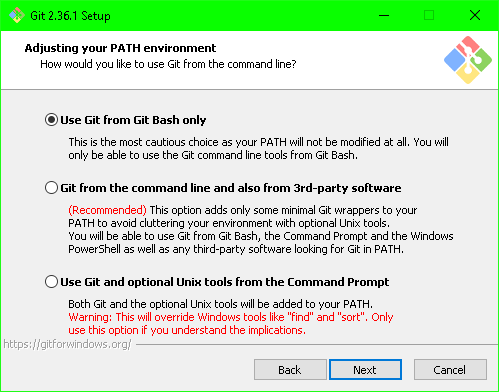 Git 2.36.1 Setup
Adjusting your PATH environment
How would you like to use Git from the command line?
Use Git from Git Bash only
This is the most cautious choice as your PATH will not be modified at all. You will
only be able to use the Git command line tools from Git Bash.
Git from the command line and also from 3rd-party software
(Recommended) This option adds only some minimal Git wrappers to your
PATH to avoid cluttering your environment with optional Unix tools.
You will be able to use Git from Git Bash, the Command Prompt and the Windows
PowerShell as well as any third-party software looking for Git in PATH.
Use Git and optional Unix tools from the Command Prompt
Both Git and the optional Unix tools will be added to your PATH.
Warning: This will override Windows tools like "find" and "sort". Only
use this option if you understand the implications.
https://gitforwindows.org/
Back
Next
Cancel